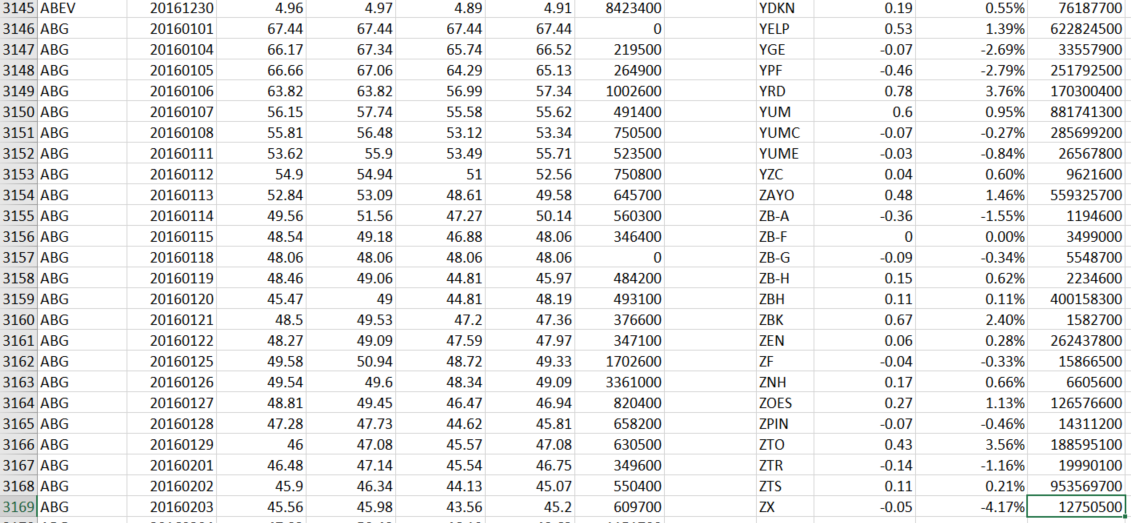 3145 ABEV 20161230 4.96 4.97 4.89 4.91 8423400 YDKN 0.19 0.55% 76187700
3146 ABG 20160101 67.44 67.44 67.44 67.44 0 YELP 0.53 1.39% 622824500
3147 ABG 20160104 66.17 67.34 65.74 66.52 219500 YGE -0.07 -2.69% 33557900
3148 ABG 20160105 66.66 67.06 64.29 65.13 264900 YPF -0.46 -2.79% 251792500
3149 ABG 20160106 63.82 63.82 56.99 57.34 1002600 YRD 0.78 3.76% 170300400
3150 ABG 20160107 56.15 57.74 55.58 55.62 491400 YUM 0.6 0.95% 881741300
3151 ABG 20160108 55.81 56.48 53.12 53.34 750500 YUMC -0.07 -0.27% 285699200
3152 ABG 20160111 53.62 55.9 53.49 55.71 523500 YUME -0.03 -0.84% 26567800
3153 ABG 20160112 54.9 54.94 51 52.56 750800 YZC 0.04 0.60% 9621600
3154 ABG 20160113 52.84 53.09 48.61 49.58 645700 ZAYO 0.48 1.46% 559325700
3155 ABG 20160114 49.56 51.56 47.27 50.14 560300 ZB-A -0.36 -1.55% 1194600
3156 ABG 20160115 48.54 49.18 46.88 48.06 346400 ZB-F 0 0.00% 3499000
3157 ABG 20160118 48.06 48.06 48.06 48.06 0 ZB-G -0.09 -0.34% 5548700
3158 ABG 20160119 48.46 49.06 44.81 45.97 484200 ZB-H 0.15 0.62% 2234600
3159 ABG 20160120 45.47 49 44.81 48.19 493100 ZBH 0.11 0.11% 400158300
3160 ABG 20160121 48.5 49.53 47.2 47.36 376600 ZBK 0.67 2.40% 1582700
3161 ABG 20160122 48.27 49.09 47.59 47.97 347100 ZEN 0.06 0.28% 262437800
3162 ABG 20160125 49.58 50.94 48.72 49.33 1702600 ZF -0.04 -0.33% 15866500
3163 ABG 20160126 49.54 49.6 48.34 49.09 3361000 ZNH 0.17 0.66% 6605600
3164 ABG 20160127 48.81 49.45 46.47 46.94 820400 ZOES 0.27 1.13% 126576600
3165 ABG 20160128 47.28 47.73 44.62 45.81 658200 ZPIN -0.07 -0.46% 14311200
3166 ABG 20160129 46 47.08 45.57 47.08 630500 ZTO 0.43 3.56% 188595100
3167 ABG 20160201 46.48 47.14 45.54 46.75 349600 ZTR -0.14 -1.16% 19990100
3168 ABG 20160202 45.9 46.34 44.13 45.07 550400 ZTS 0.11 0.21% 953569700
3169 ABG 20160203 45.56 45.98 43.56 45.2 609700 ZX -0.05 -4.17% 12750500